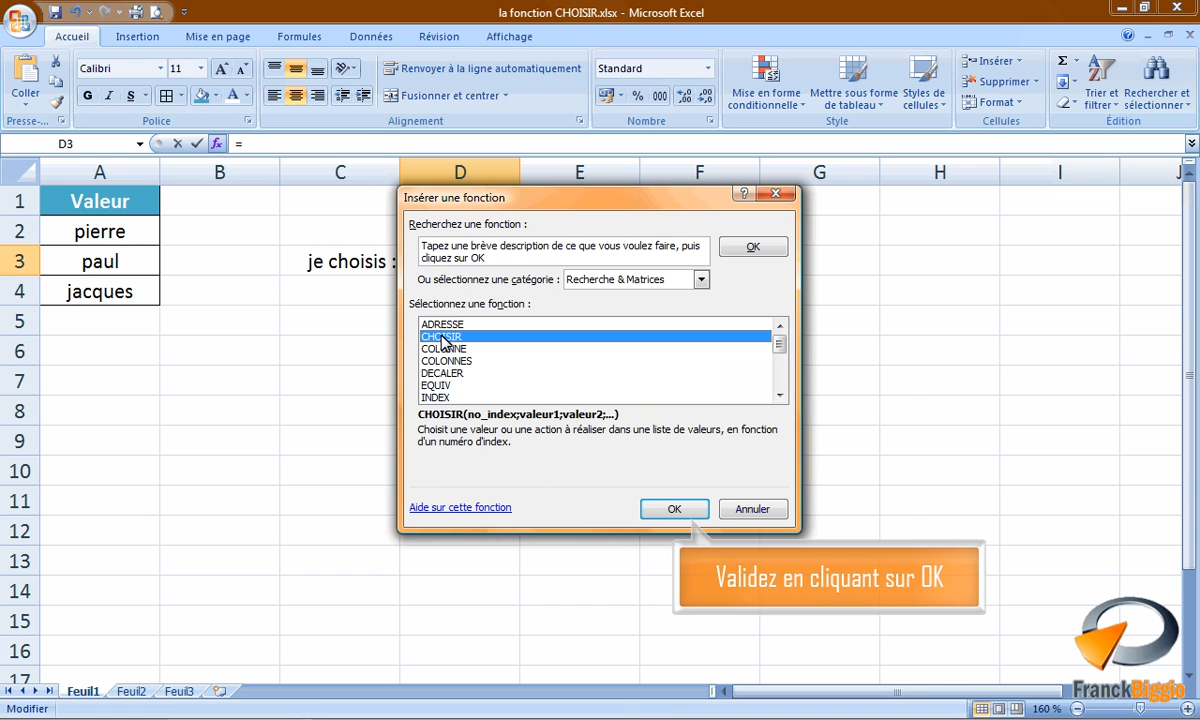 la fonction CHOISIR.xlsx - Microsoft Excel
Accueil Insertion Mise en page Formules Données Révision Affichage
Coller
Calibri 11
G I S
Renvoyer à la ligne automatiquement
Fusionner et centrer
Standard
% 000
Mise en forme conditionnelle
Mettre sous forme de tableau
Styles de cellules
Insérer
Supprimer
Format
Trier et filtrer
Rechercher et sélectionner
Presse-... Police Alignement Nombre Style Cellules Édition
D3 fx =
A B C D E F G H I J
1 Valeur
2 pierre
3 paul je choisis :
4 jacques
5
6
7
8
9
10
11
12
13
14
15
16
17
Insérer une fonction
Recherchez une fonction :
Tapez une brève description de ce que vous voulez faire, puis
cliquez sur OK
OK
Ou sélectionnez une catégorie : Recherche & Matrices
Sélectionnez une fonction :
ADRESSE
CHOISIR
COLONNE
COLONNES
DECALER
EQUIV
INDEX
CHOISIR(no_index;valeur1;valeur2;...)
Choisit une valeur ou une action à réaliser dans une liste de valeurs, en fonction
d'un numéro d'index.
Aide sur cette fonction
OK Annuler
Validez en cliquant sur OK
FranckBiggio
Feuil1 Feuil2 Feuil3
Modifier 160 %